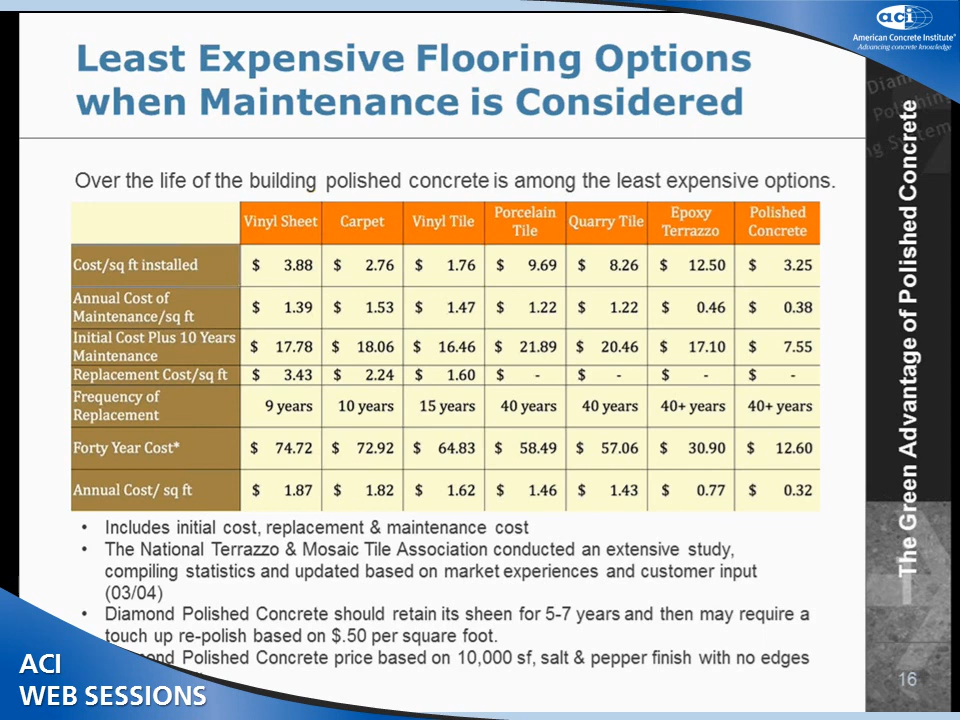 aci
American Concrete Institute®
Advancing concrete knowledge
Least Expensive Flooring Options
when Maintenance is Considered
Over the life of the building polished concrete is among the least expensive options.
Vinyl Sheet Carpet Vinyl Tile Porcelain Tile Quarry Tile Epoxy Terrazzo Polished Concrete
Cost/sq ft installed $ 3.88 $ 2.76 $ 1.76 $ 9.69 $ 8.26 $ 12.50 $ 3.25
Annual Cost of
Maintenance/sq ft $ 1.39 $ 1.53 $ 1.47 $ 1.22 $ 1.22 $ 0.46 $ 0.38
Initial Cost Plus 10 Years
Maintenance $ 17.78 $ 18.06 $ 16.46 $ 21.89 $ 20.46 $ 17.10 $ 7.55
Replacement Cost/sq ft $ 3.43 $ 2.24 $ 1.60 $ - $ - $ - $ -
Frequency of
Replacement 9 years 10 years 15 years 40 years 40 years 40+ years 40+ years
Forty Year Cost* $ 74.72 $ 72.92 $ 64.83 $ 58.49 $ 57.06 $ 30.90 $ 12.60
Annual Cost/ sq ft $ 1.87 $ 1.82 $ 1.62 $ 1.46 $ 1.43 $ 0.77 $ 0.32
• Includes initial cost, replacement & maintenance cost
• The National Terrazzo & Mosaic Tile Association conducted an extensive study,
compiling statistics and updated based on market experiences and customer input
(03/04)
• Diamond Polished Concrete should retain its sheen for 5-7 years and then may require a
touch up re-polish based on $.50 per square foot.
Polished Concrete price based on 10,000 sf, salt & pepper finish with no edges
The Green Advantage of Polished Concrete
16
ACI
WEB SESSIONS